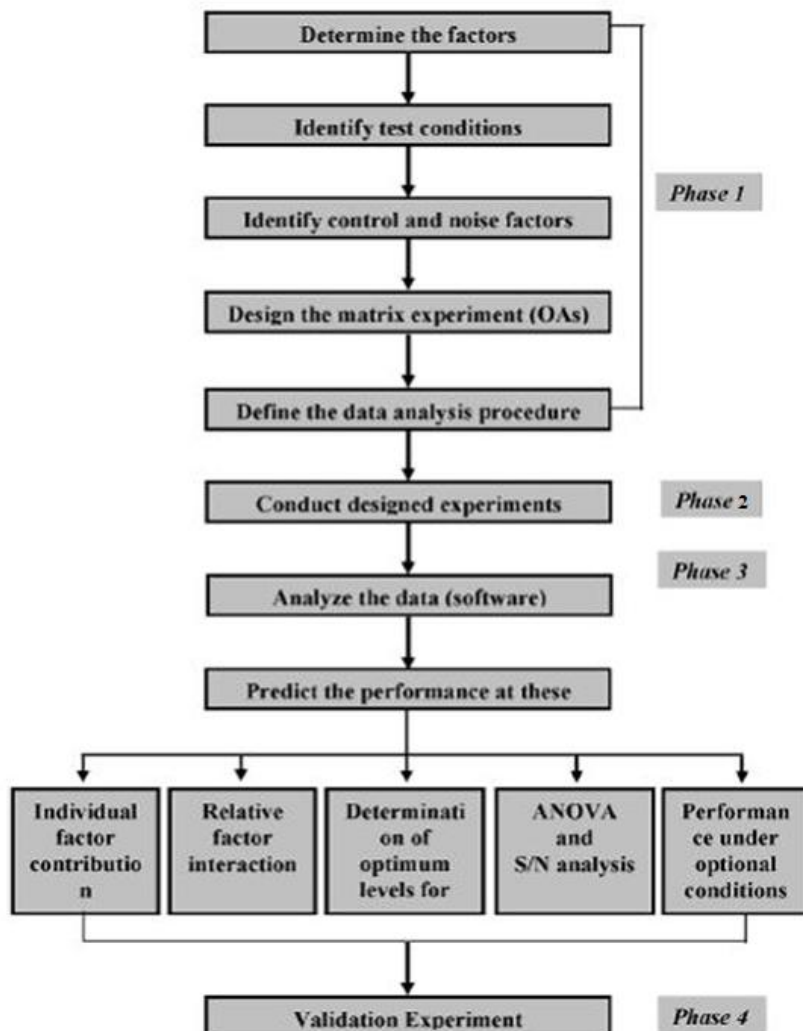 Determine the factors
Identify test conditions
Phase 1
Identify control and noise factors
Design the matrix experiment (OAs)
Define the data analysis procedure
Conduct designed experiments
Phase 2
Phase 3
Analyze the data (software)
Predict the performance at these
Individual
factor
contributio
n
Relative
factor
interaction
Determinati
on of
optimum
levels for
ANOVA
and
S/N analysis
Performan
ce under
optional
conditions
Validation Experiment
Phase 4